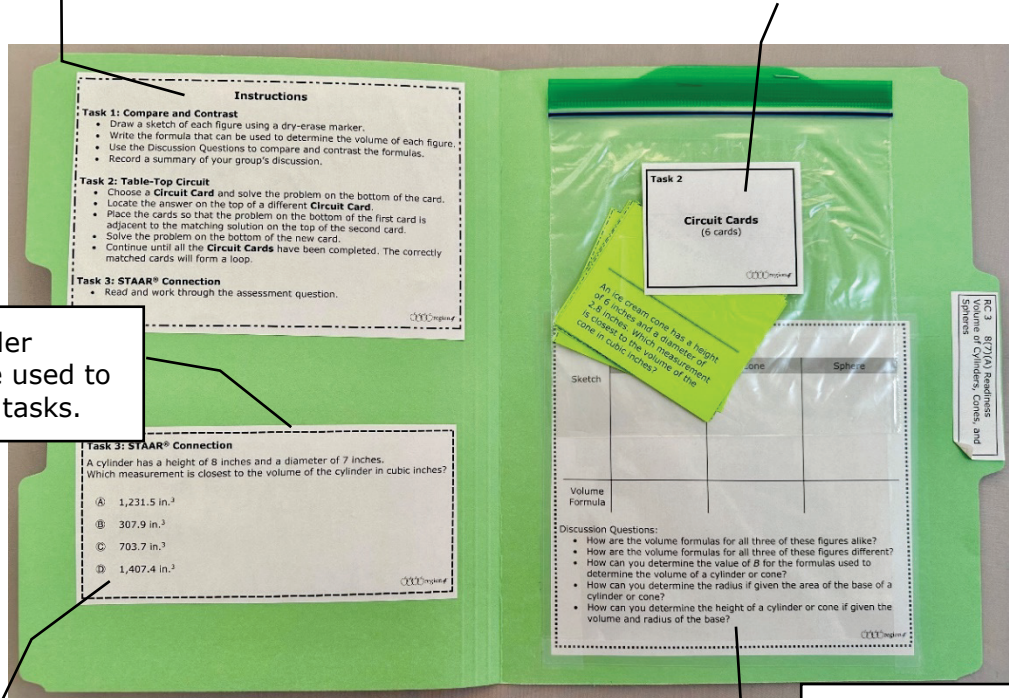 Instructions
Task 1: Compare and Contrast
• Draw a sketch of each figure using a dry-erase marker.
• Write the formula that can be used to determine the volume of each figure.
• Use the Discussion Questions to compare and contrast the formulas.
• Record a summary of your group's discussion.
Task 2: Table-Top Circuit
• Choose a Circuit Card and solve the problem on the bottom of the card.
• Locate the answer on the top of a different Circuit Card.
• Place the cards so that the problem on the bottom of the first card is
adjacent to the matching solution on the top of the second card.
• Solve the problem on the bottom of the new card.
• Continue until all the Circuit Cards have been completed. The correctly
matched cards will form a loop.
Task 3: STAAR® Connection
• Read and work through the assessment question.
region4
der
e used to
tasks.
Task 3: STAAR® Connection
A cylinder has a height of 8 inches and a diameter of 7 inches.
Which measurement is closest to the volume of the cylinder in cubic inches?
Ⓐ 1,231.5 in.³
Ⓑ 307.9 in.³
Ⓒ 703.7 in.³
Ⓓ 1,407.4 in.³
region4
Task 2
Circuit Cards
(6 cards)
region4
An ice cream cone has a height
of 6 inches and a diameter of
2.8 inches. Which measurement
is closest to the volume of the
cone in cubic inches?
Cone Sphere
Sketch
Volume
Formula
Discussion Questions:
• How are the volume formulas for all three of these figures alike?
• How are the volume formulas for all three of these figures different?
• How can you determine the value of B for the formulas used to
determine the volume of a cylinder or cone?
• How can you determine the radius if given the area of the base of a
cylinder or cone?
• How can you determine the height of a cylinder or cone if given the
volume and radius of the base?
region4
RC 3 8(7)(A) Readiness
Volume of Cylinders, Cones, and
Spheres